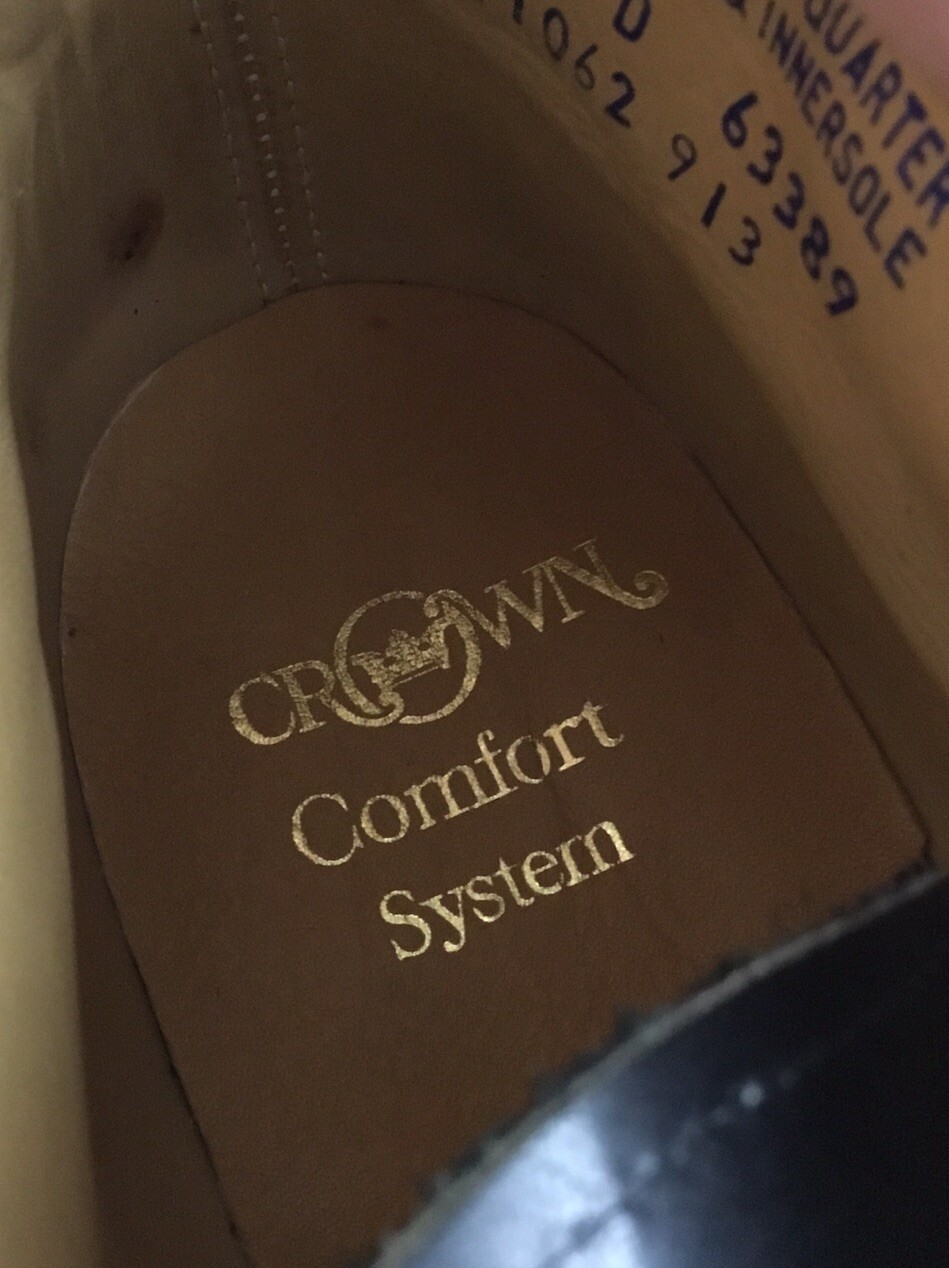 QUARTER
INNERSOLE
D
1062
63389
913
CROWN
Comfort
System